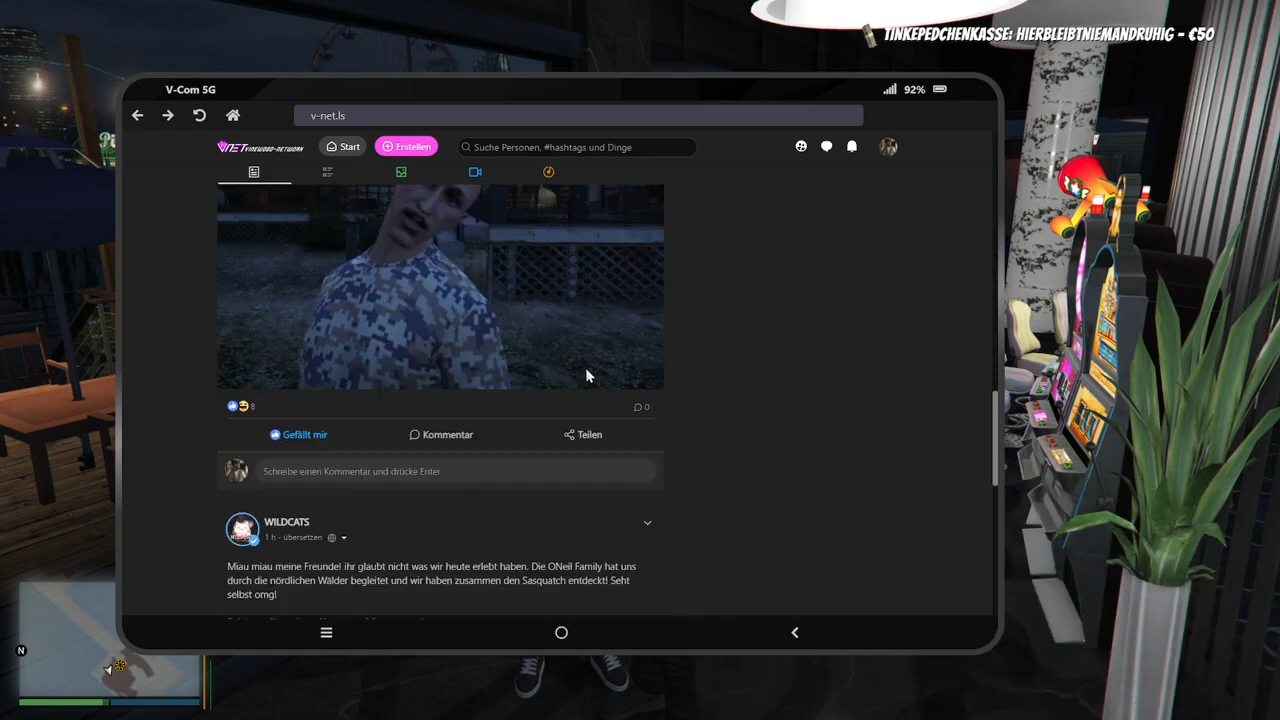 TINKEPEDCHENKASSE: HIERBLEIBTNIEMANDRUHIG - €50
V-Com 5G
92%
v-net.ls
VNET VINEWOOD-NETWORK
Start
Erstellen
Suche Personen, #hashtags und Dinge
8
0
Gefällt mir
Kommentar
Teilen
Schreibe einen Kommentar und drücke Enter
WILDCATS
1 h - übersetzen
Miau miau meine Freunde! ihr glaubt nicht was wir heute erlebt haben. Die ONeil Family hat uns
durch die nördlichen Wälder begleitet und wir haben zusammen den Sasquatch entdeckt! Seht
selbst omg!
N